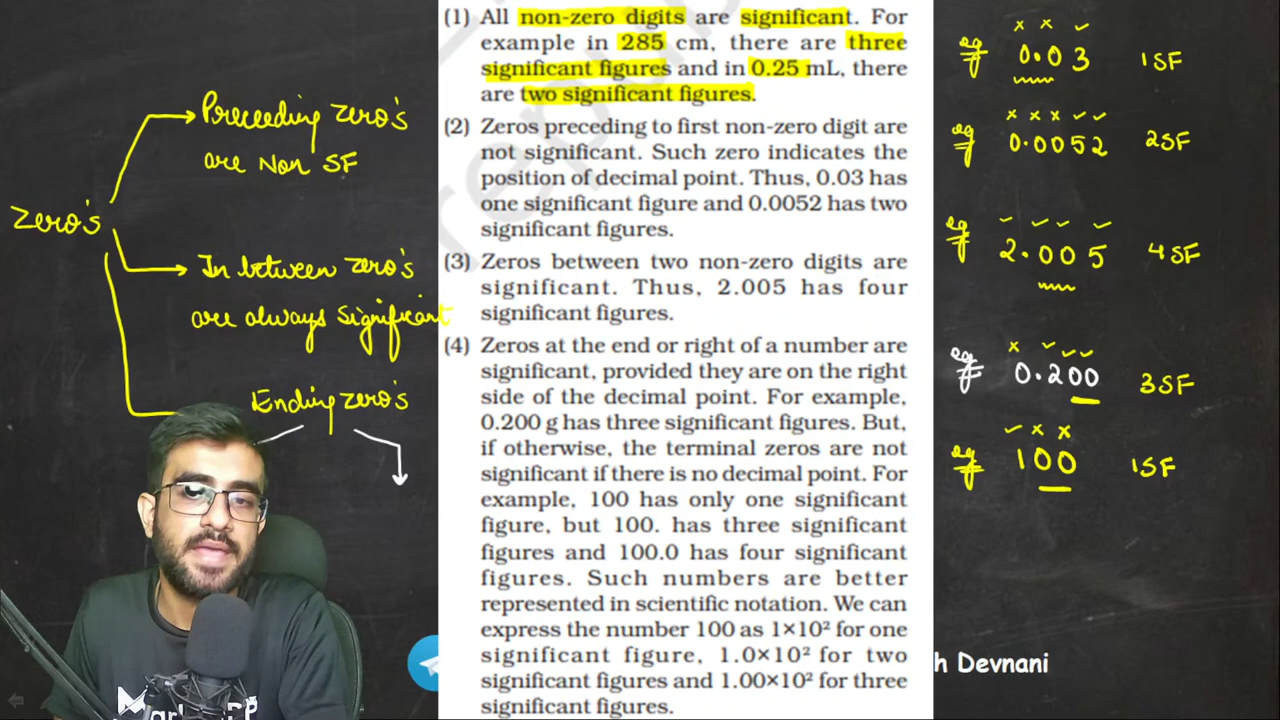 Preceeding zero's
are Non SF
Zero's
In between zero's
are always significant
Ending zero's
(1) All non-zero digits are significant. For
example in 285 cm, there are three
significant figures and in 0.25 mL, there
are two significant figures.
(2) Zeros preceding to first non-zero digit are
not significant. Such zero indicates the
position of decimal point. Thus, 0.03 has
one significant figure and 0.0052 has two
significant figures.
(3) Zeros between two non-zero digits are
significant. Thus, 2.005 has four
significant figures.
(4) Zeros at the end or right of a number are
significant, provided they are on the right
side of the decimal point. For example,
0.200 g has three significant figures. But,
if otherwise, the terminal zeros are not
significant if there is no decimal point. For
example, 100 has only one significant
figure, but 100. has three significant
figures and 100.0 has four significant
figures. Such numbers are better
represented in scientific notation. We can
express the number 100 as 1×10² for one
significant figure, 1.0×10² for two
significant figures and 1.00×10² for three
significant figures.
eg 0.03 1SF
eg 0.0052 2SF
eg 2.005 4SF
eg 0.200 3SF
eg 100 1SF
h Devnani